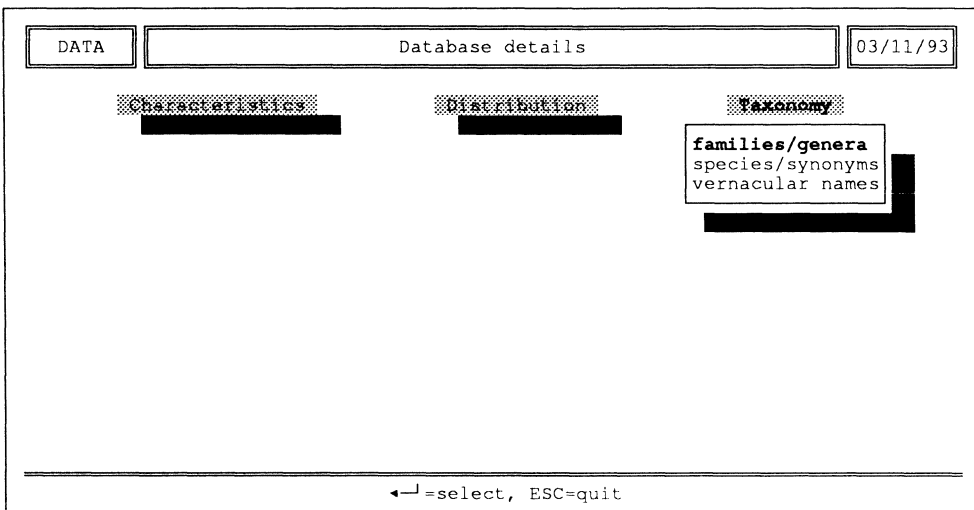 DATA Database details 03/11/93
Characteristics Distribution Taxonomy
families/genera
species/synonyms
vernacular names
◄─┘=select, ESC=quit